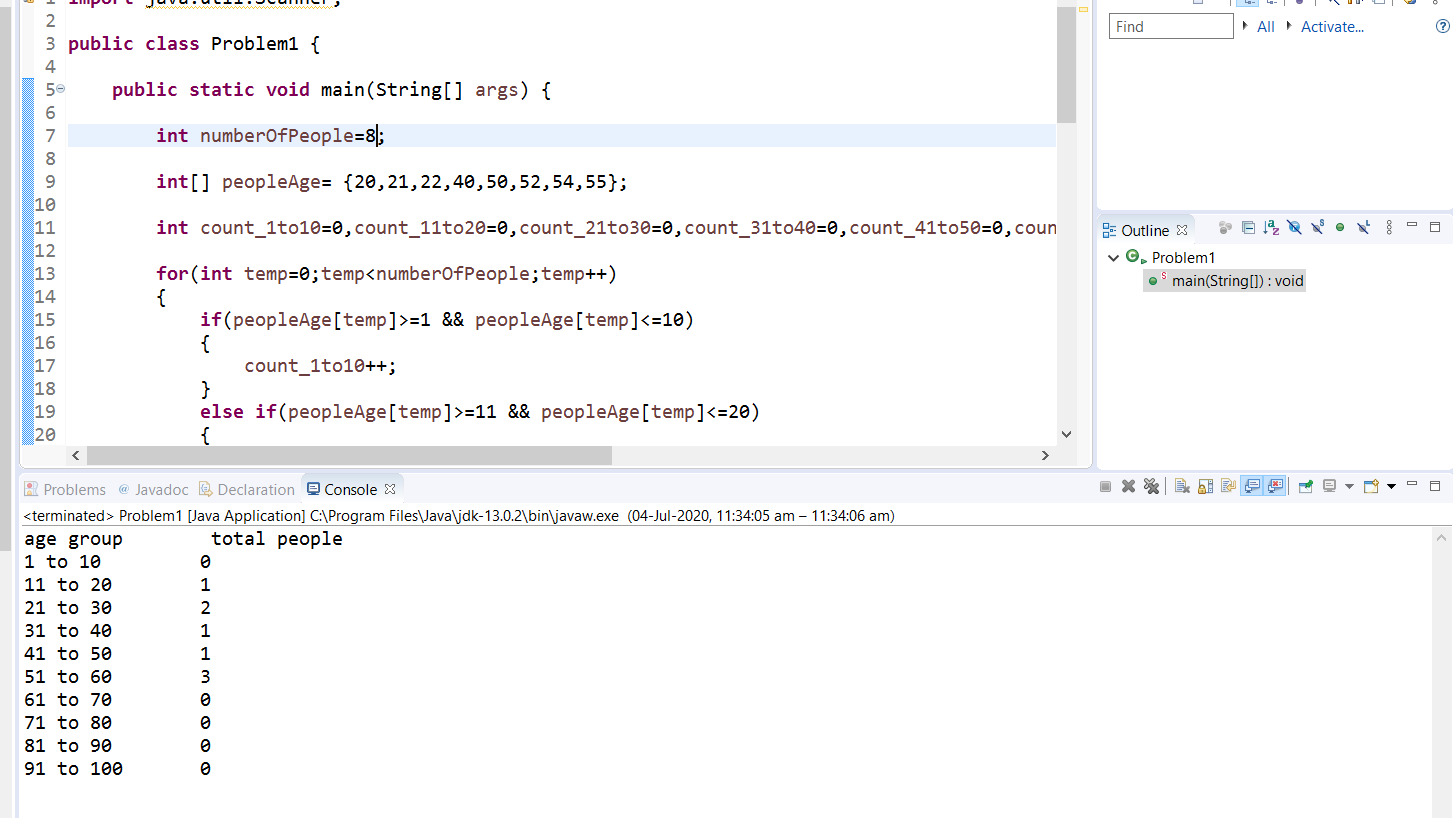 1 import java.util.Scanner;
2
3 public class Problem1 {
4
5 public static void main(String[] args) {
6
7 int numberOfPeople=8;
8
9 int[] peopleAge= {20,21,22,40,50,52,54,55};
10
11 int count_1to10=0,count_11to20=0,count_21to30=0,count_31to40=0,count_41to50=0,coun
12
13 for(int temp=0;temp<numberOfPeople;temp++)
14 {
15 if(peopleAge[temp]>=1 && peopleAge[temp]<=10)
16 {
17 count_1to10++;
18 }
19 else if(peopleAge[temp]>=11 && peopleAge[temp]<=20)
20 {
Find All Activate...
Outline
Problem1
main(String[]) : void
Problems @ Javadoc Declaration Console
<terminated> Problem1 [Java Application] C:\Program Files\Java\jdk-13.0.2\bin\javaw.exe (04-Jul-2020, 11:34:05 am – 11:34:06 am)
age group total people
1 to 10 0
11 to 20 1
21 to 30 2
31 to 40 1
41 to 50 1
51 to 60 3
61 to 70 0
71 to 80 0
81 to 90 0
91 to 100 0